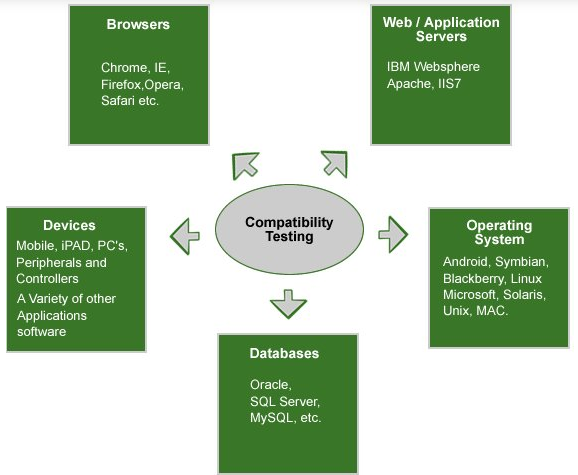 Browsers
Chrome, IE,
Firefox,Opera,
Safari etc.
Web / Application
Servers
IBM Websphere
Apache, IIS7
Compatibility
Testing
Devices
Mobile, iPAD, PC's,
Peripherals and
Controllers
A Variety of other
Applications
software
Operating
System
Android, Symbian,
Blackberry, Linux
Microsoft, Solaris,
Unix, MAC.
Databases
Oracle,
SQL Server,
MySQL, etc.